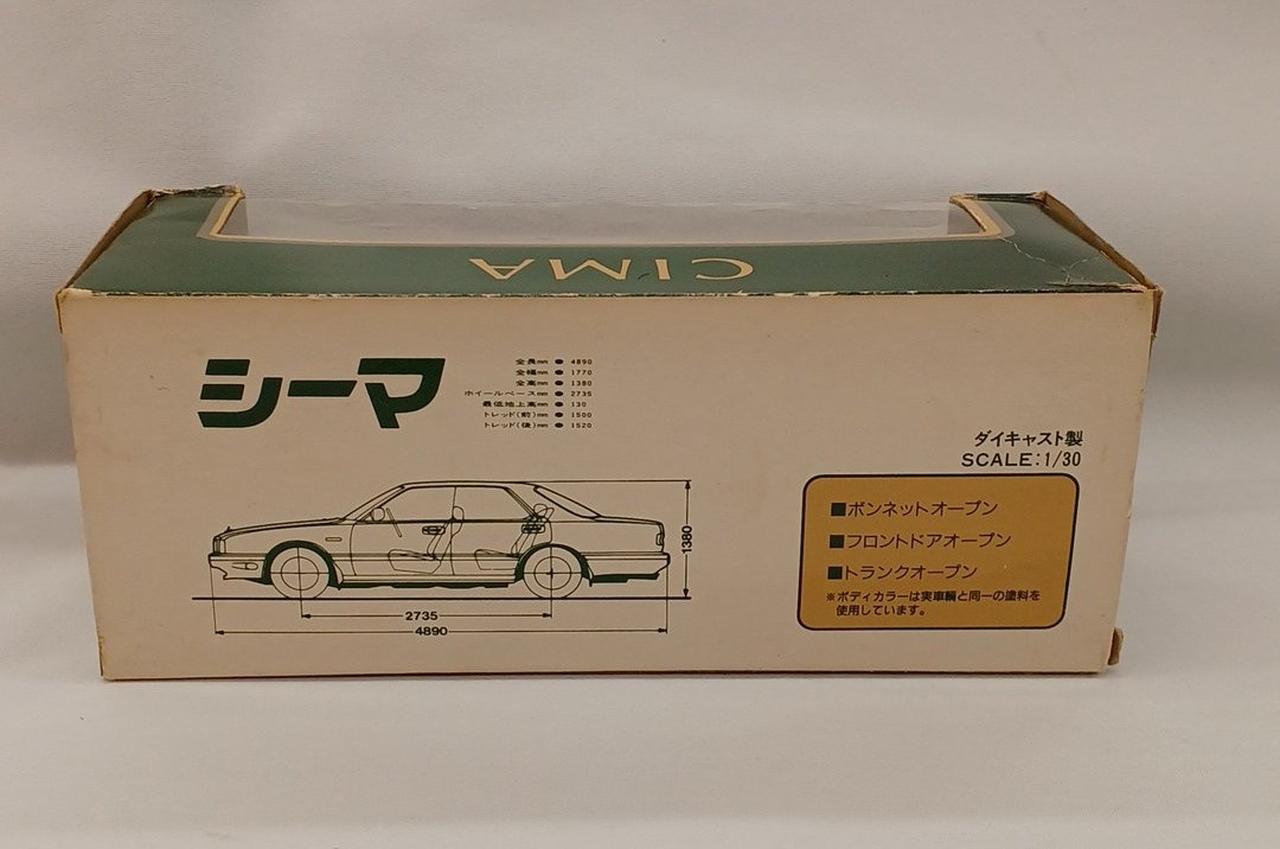 CIMA
シーマ
全長mm ● 4890
全幅mm ● 1770
全高mm ● 1380
ホイールベースmm ● 2735
最低地上高mm ● 130
トレッド(前)mm ● 1500
トレッド(後)mm ● 1520
ダイキャスト製
SCALE:1/30
■ボンネットオープン
■フロントドアオープン
■トランクオープン
※ボディカラーは実車輌と同一の塗料を
使用しています。
1380
2735
4890